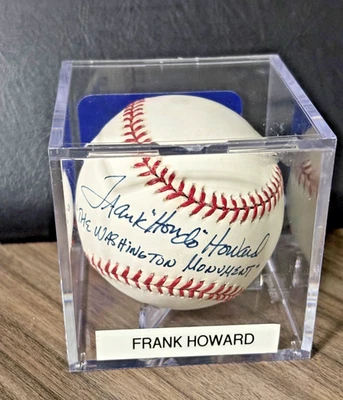 Frank "Hondo" Howard
"THE WASHINGTON MONUMENT"
FRANK HOWARD